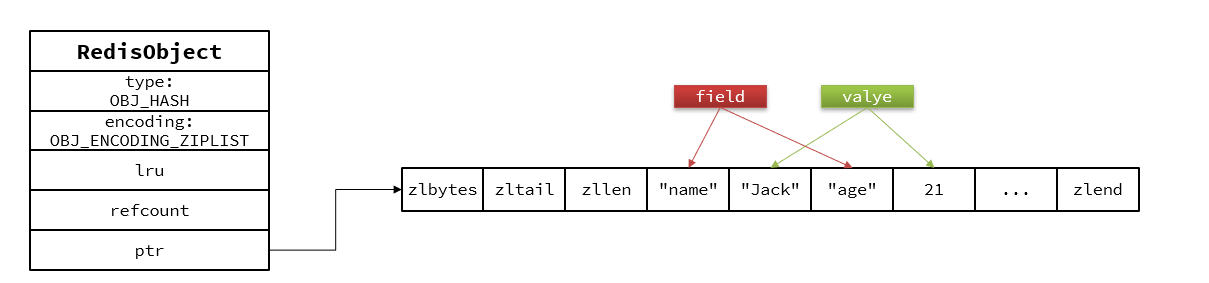 RedisObject
type:
OBJ_HASH
encoding:
OBJ_ENCODING_ZIPLIST
lru
refcount
ptr
field valye
zlbytes zltail zllen "name" "Jack" "age" 21 ... zlend